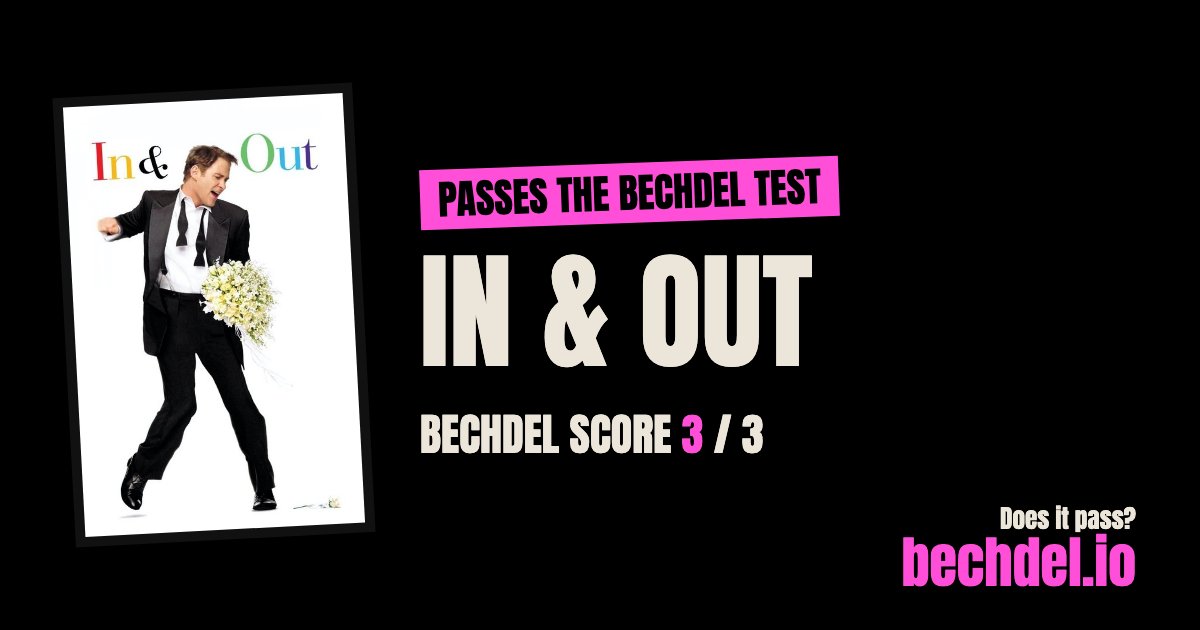 In & Out
PASSES THE BECHDEL TEST
IN & OUT
BECHDEL SCORE 3 / 3
Does it pass?
bechdel.io